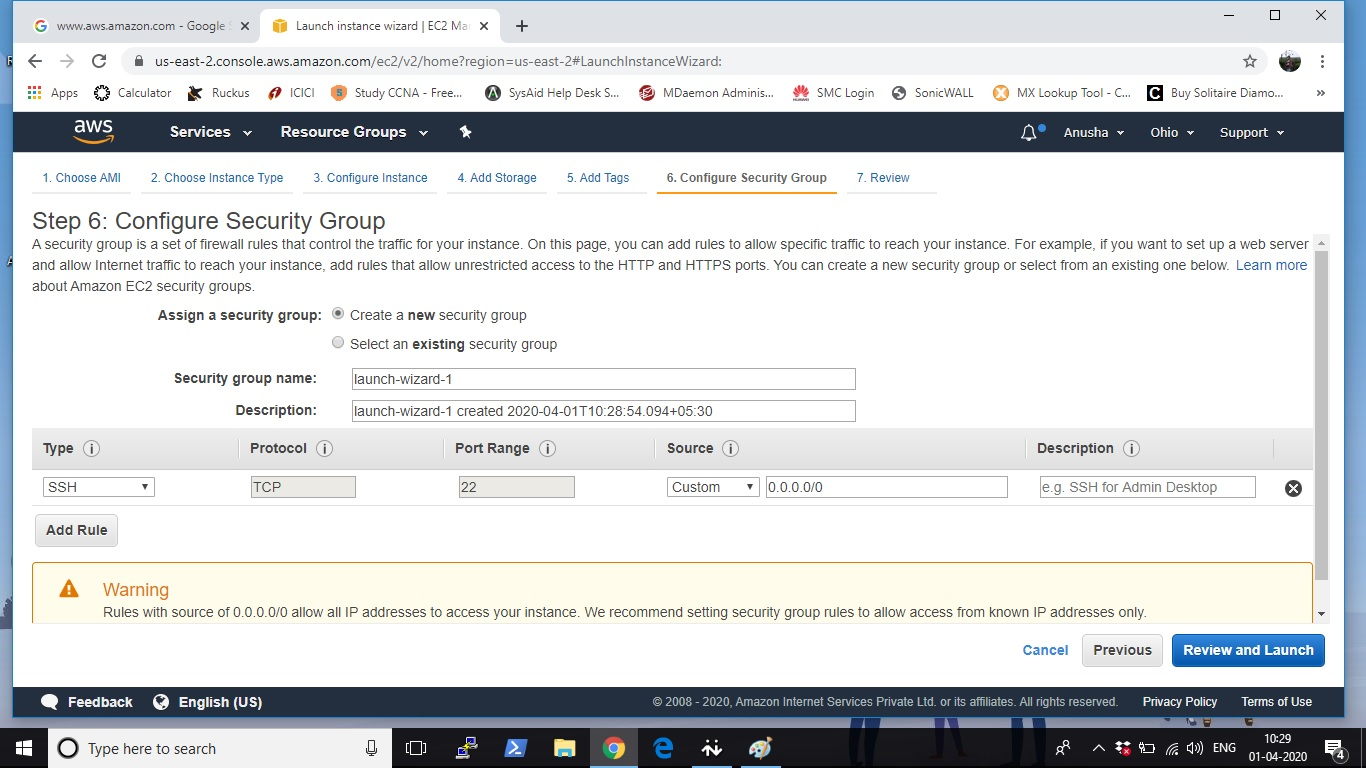 www.aws.amazon.com - Google
Launch instance wizard | EC2 Ma
us-east-2.console.aws.amazon.com/ec2/v2/home?region=us-east-2#LaunchInstanceWizard:
Apps Calculator Ruckus ICICI Study CCNA - Free... SysAid Help Desk S... MDaemon Adminis... SMC Login SonicWALL MX Lookup Tool - C... Buy Solitaire Diamo... »
aws Services Resource Groups Anusha Ohio Support
1. Choose AMI 2. Choose Instance Type 3. Configure Instance 4. Add Storage 5. Add Tags 6. Configure Security Group 7. Review
Step 6: Configure Security Group
A security group is a set of firewall rules that control the traffic for your instance. On this page, you can add rules to allow specific traffic to reach your instance. For example, if you want to set up a web server
and allow Internet traffic to reach your instance, add rules that allow unrestricted access to the HTTP and HTTPS ports. You can create a new security group or select from an existing one below. Learn more
about Amazon EC2 security groups.
Assign a security group: Create a new security group
Select an existing security group
Security group name: launch-wizard-1
Description: launch-wizard-1 created 2020-04-01T10:28:54.094+05:30
Type i Protocol i Port Range i Source i Description i
SSH TCP 22 Custom 0.0.0.0/0 e.g. SSH for Admin Desktop
Add Rule
Warning
Rules with source of 0.0.0.0/0 allow all IP addresses to access your instance. We recommend setting security group rules to allow access from known IP addresses only.
Cancel Previous Review and Launch
Feedback English (US) © 2008 - 2020, Amazon Internet Services Private Ltd. or its affiliates. All rights reserved. Privacy Policy Terms of Use
Type here to search ENG 10:29
01-04-2020 4